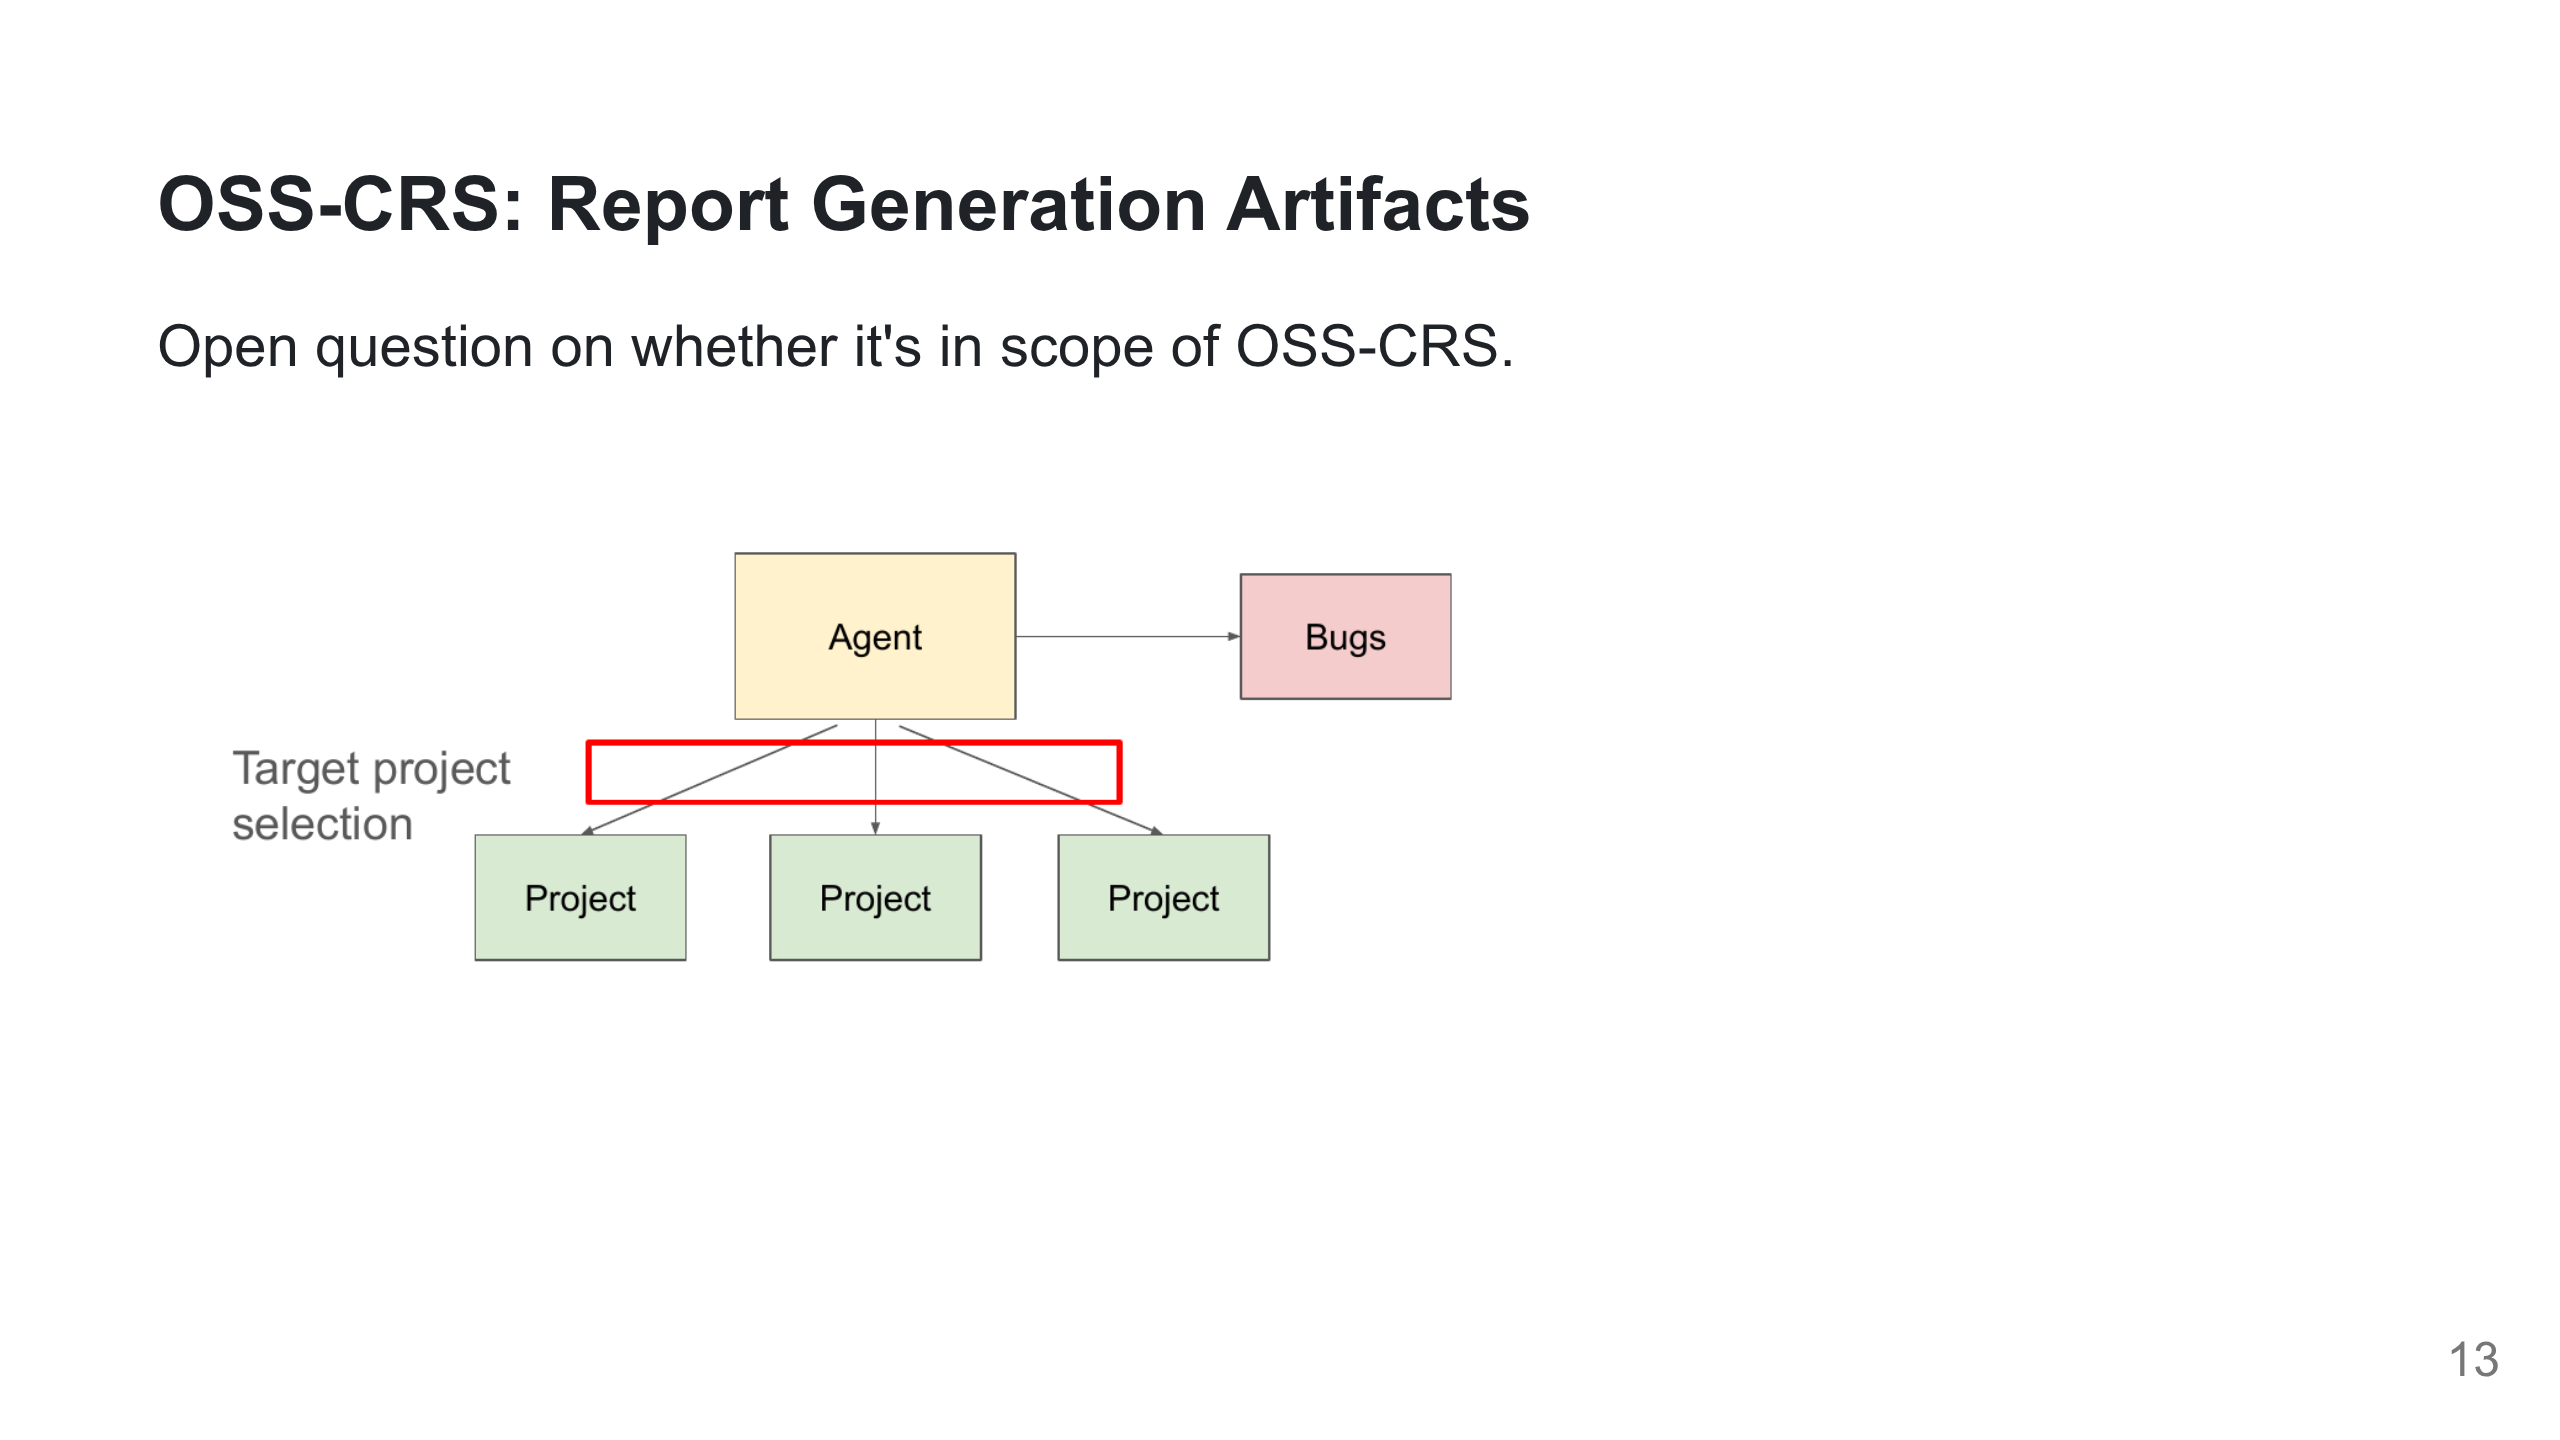 OSS-CRS: Report Generation Artifacts
Open question on whether it's in scope of OSS-CRS.
Agent
Bugs
Target project
selection
Project
Project
Project
13